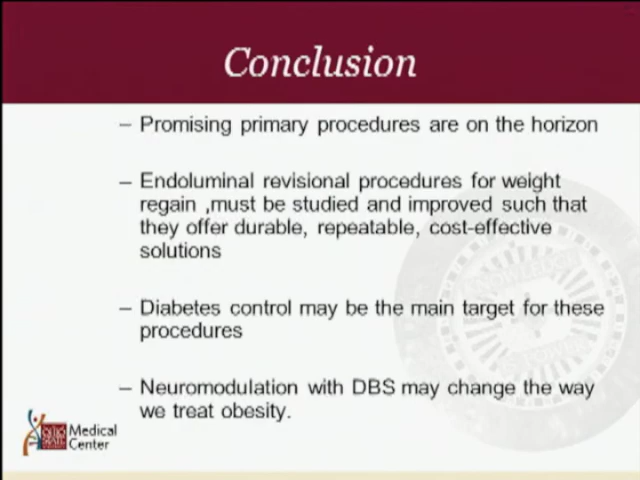 Conclusion
– Promising primary procedures are on the horizon
– Endoluminal revisional procedures for weight
regain ,must be studied and improved such that
they offer durable, repeatable, cost-effective
solutions
– Diabetes control may be the main target for these
procedures
– Neuromodulation with DBS may change the way
we treat obesity.
Medical
Center